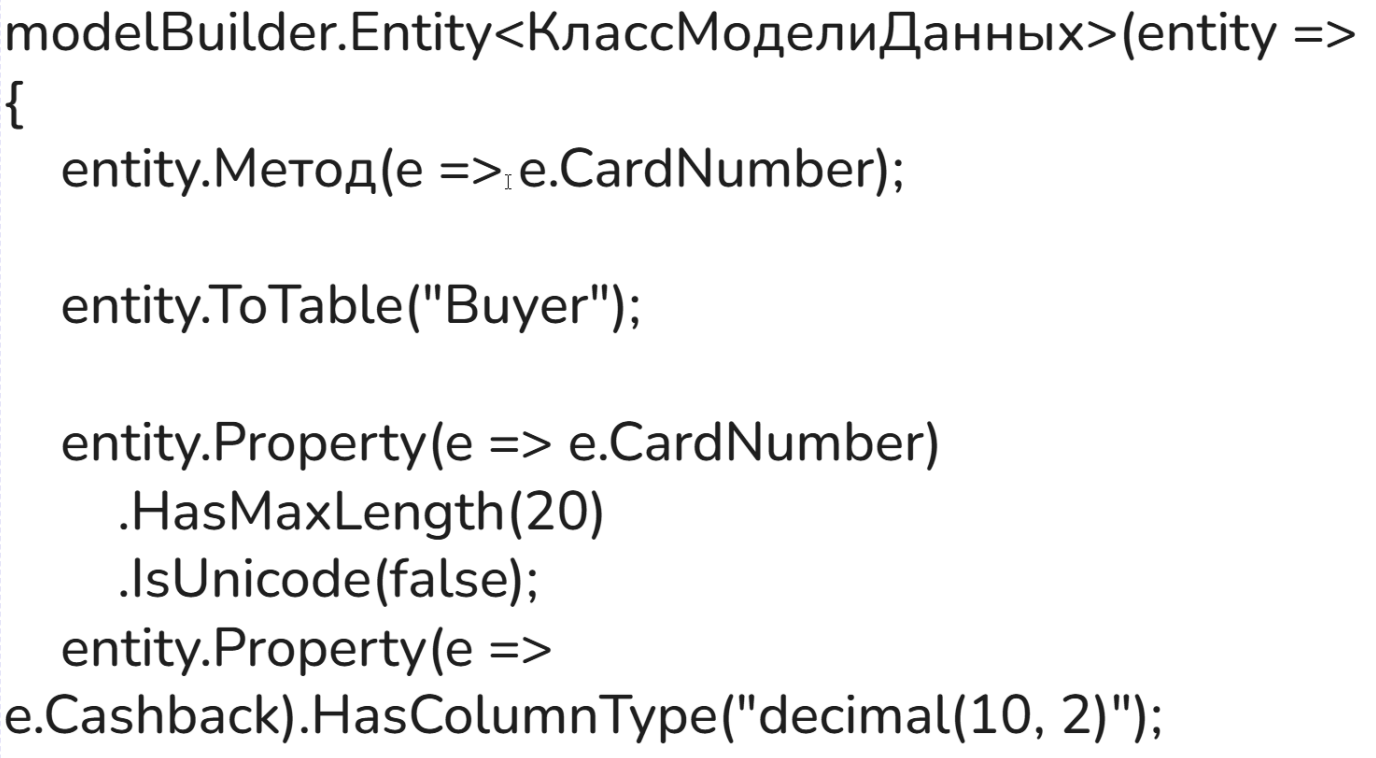 modelBuilder.Entity<КлассМоделиДанных>(entity =>
{
entity.Метод(e => e.CardNumber);
entity.ToTable("Buyer");
entity.Property(e => e.CardNumber)
.HasMaxLength(20)
.IsUnicode(false);
entity.Property(e =>
e.Cashback).HasColumnType("decimal(10, 2)");